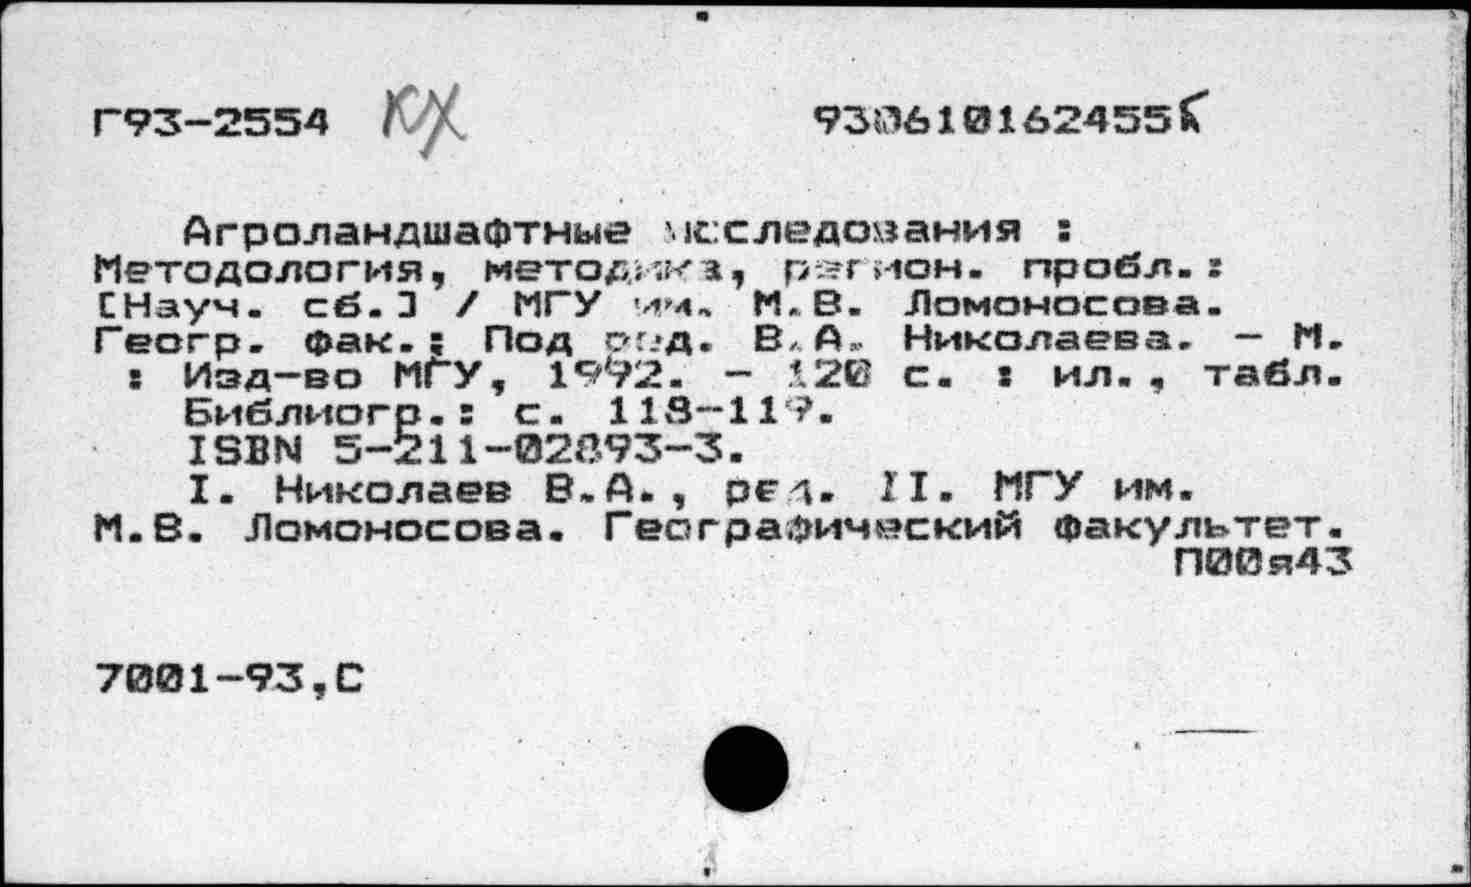 Г93-2554 КХ 930610162455К
Агроландшафтные исследования :
Методология, методика, регион. пробл.:
[Науч. сб.] / МГУ им. М.В. Ломоносова.
Геогр. фак.; Под ред. В.А. Николаева. - М.
: Изд-во МГУ, 1992. - 120 с. : ил., табл.
Библиогр.: с. 118-119.
ISBN 5-211-02893-3.
I. Николаев В.А., ред. II. МГУ им.
М.В. Ломоносова. Географический факультет.
П00я43
7001-93,С